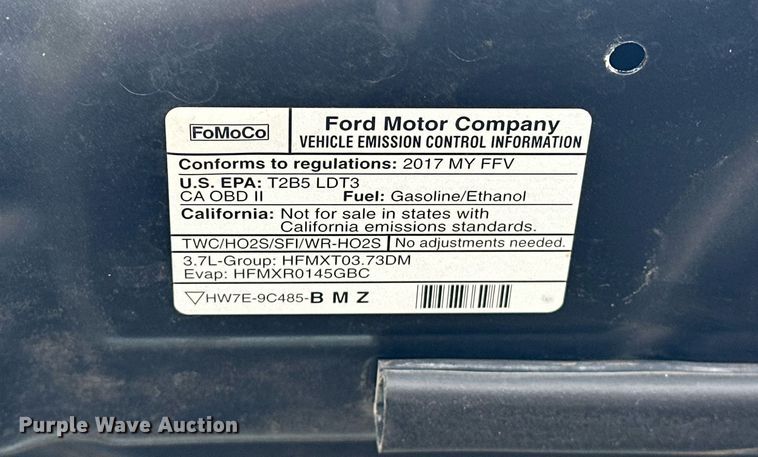 FoMoCo
Ford Motor Company
VEHICLE EMISSION CONTROL INFORMATION
Conforms to regulations: 2017 MY FFV
U.S. EPA: T2B5 LDT3
CA OBD II Fuel: Gasoline/Ethanol
California: Not for sale in states with
California emissions standards.
TWC/HO2S/SFI/WR-HO2S No adjustments needed.
3.7L-Group: HFMXT03.73DM
Evap: HFMXR0145GBC
HW7E-9C485-B M Z
Purple Wave Auction